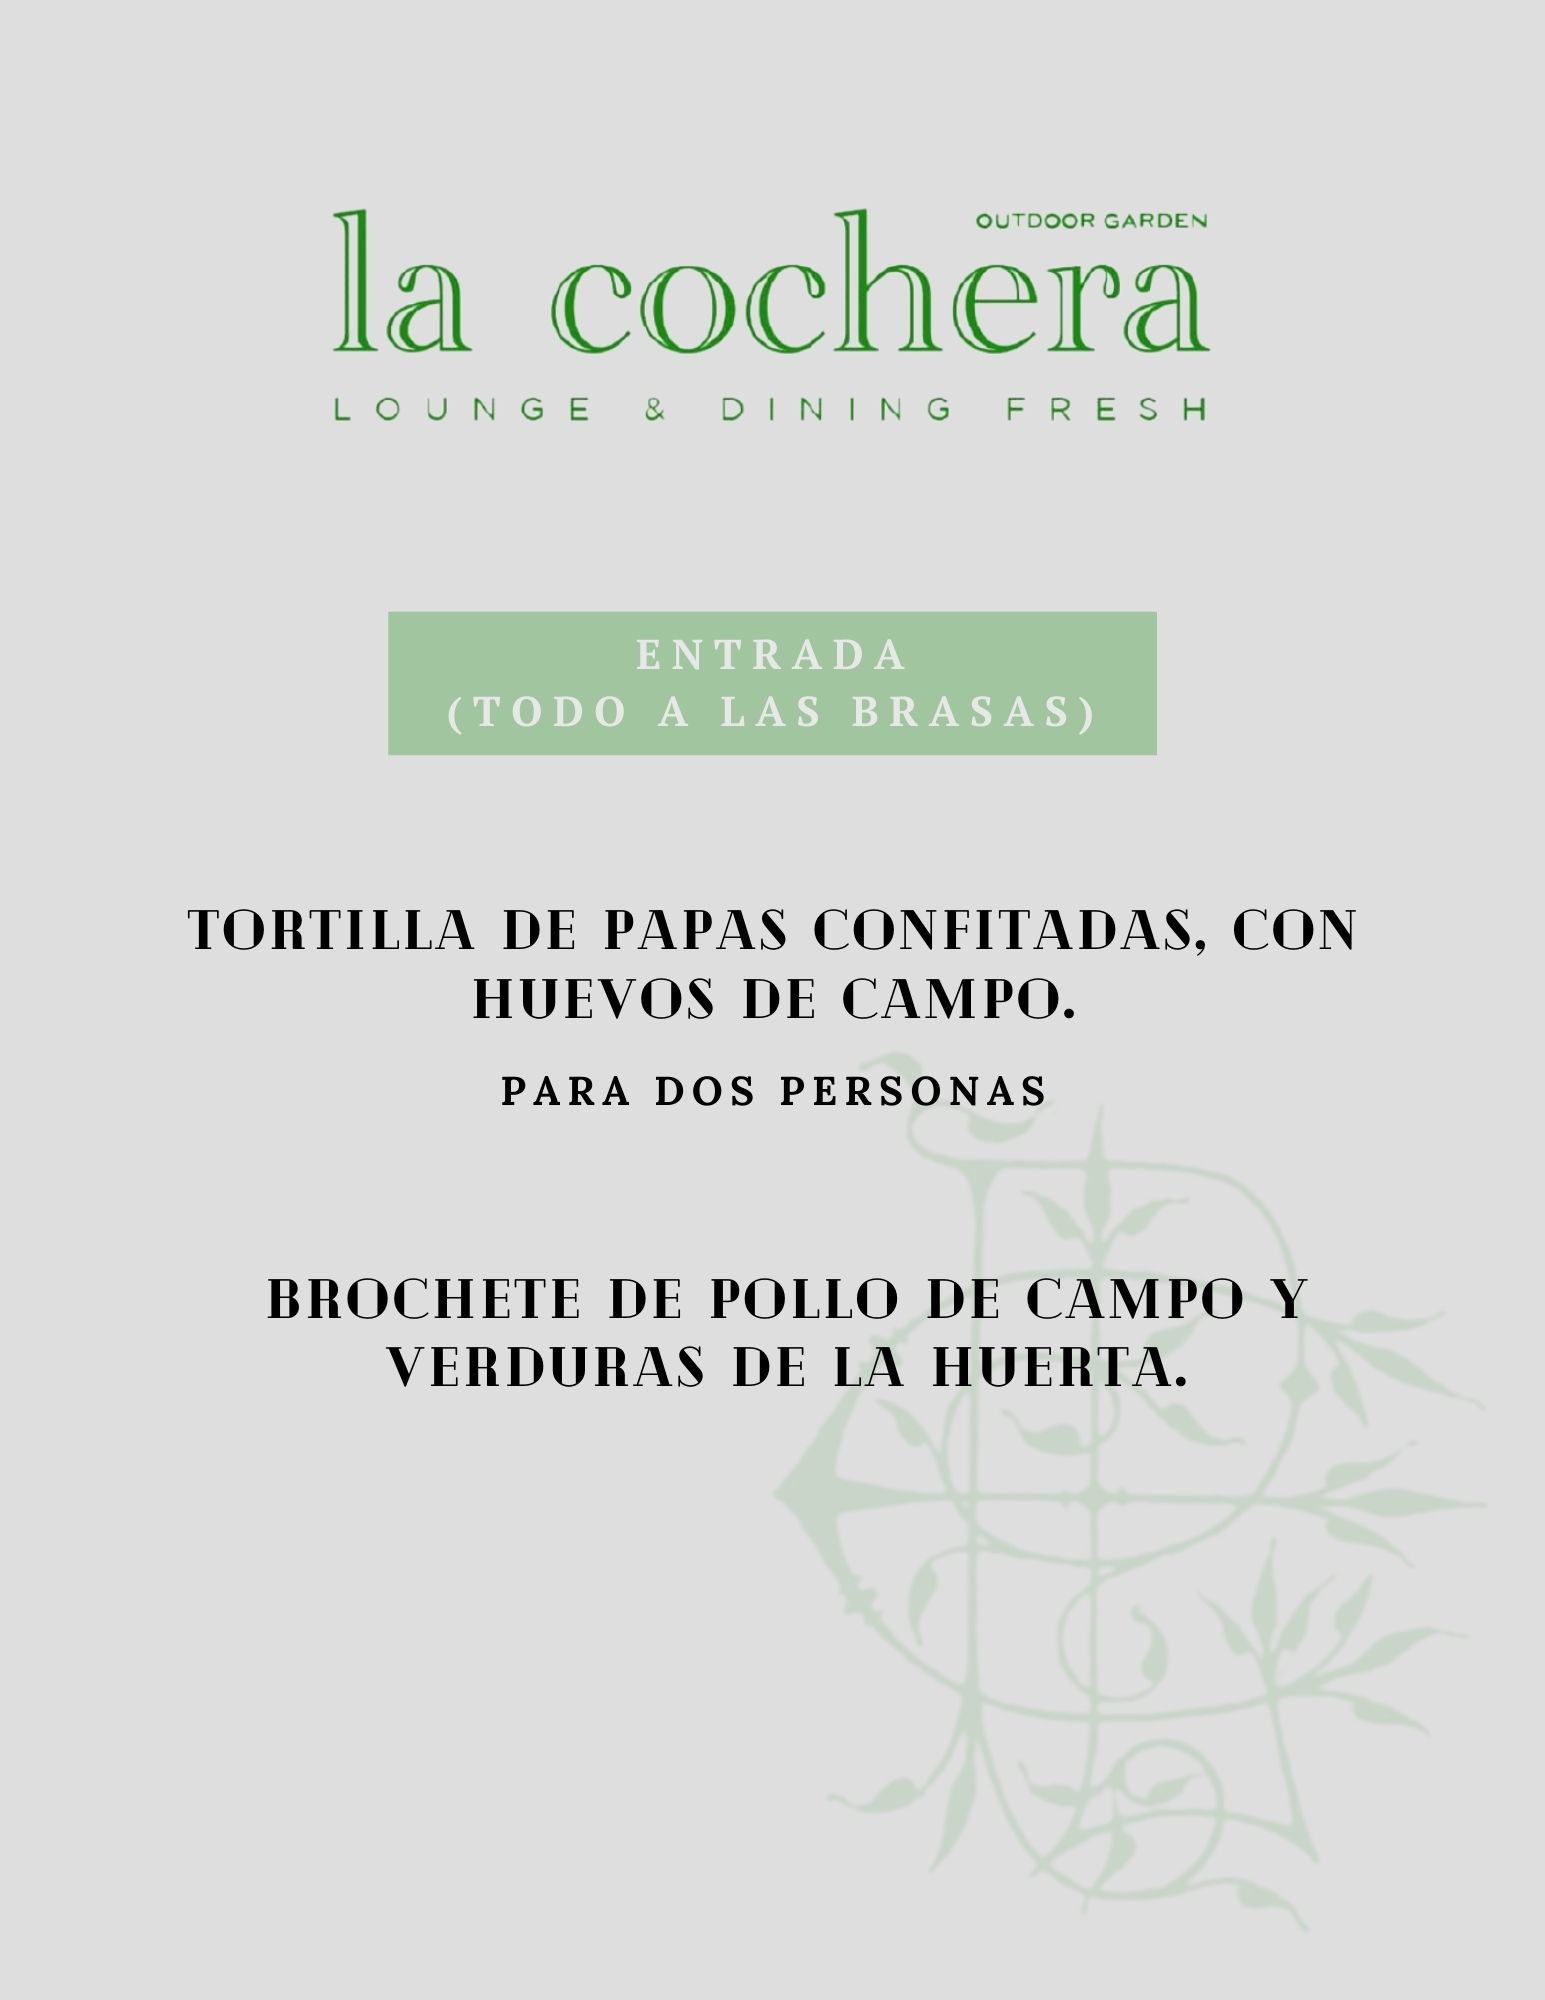 OUTDOOR GARDEN
la cochera
LOUNGE & DINING FRESH
ENTRADA
(TODO A LAS BRASAS)
TORTILLA DE PAPAS CONFITADAS, CON
HUEVOS DE CAMPO.
PARA DOS PERSONAS
BROCHETE DE POLLO DE CAMPO Y
VERDURAS DE LA HUERTA.